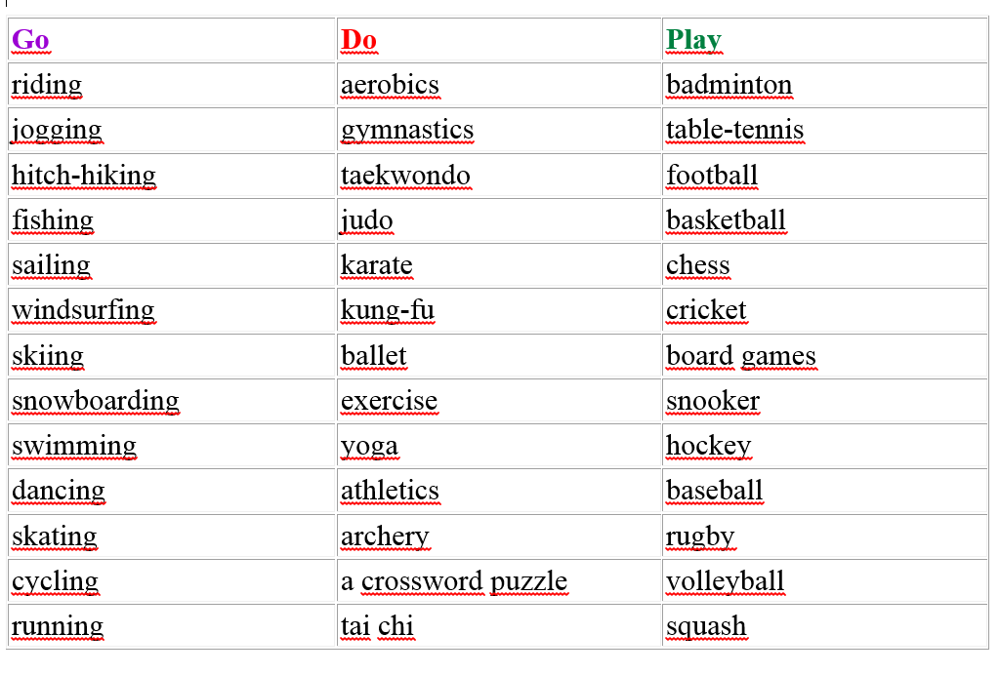 Go Do Play
riding aerobics badminton
jogging gymnastics table-tennis
hitch-hiking taekwondo football
fishing judo basketball
sailing karate chess
windsurfing kung-fu cricket
skiing ballet board games
snowboarding exercise snooker
swimming yoga hockey
dancing athletics baseball
skating archery rugby
cycling a crossword puzzle volleyball
running tai chi squash